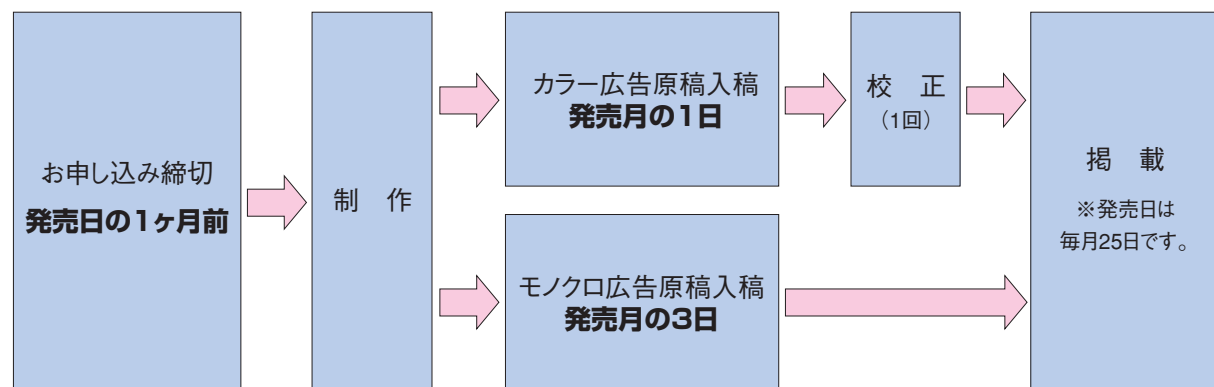 お申し込み締切
発売日の1ヶ月前
制　作
カラー広告原稿入稿
発売月の1日
校　正
（1回）
モノクロ広告原稿入稿
発売月の3日
掲　載
※発売日は
毎月25日です。